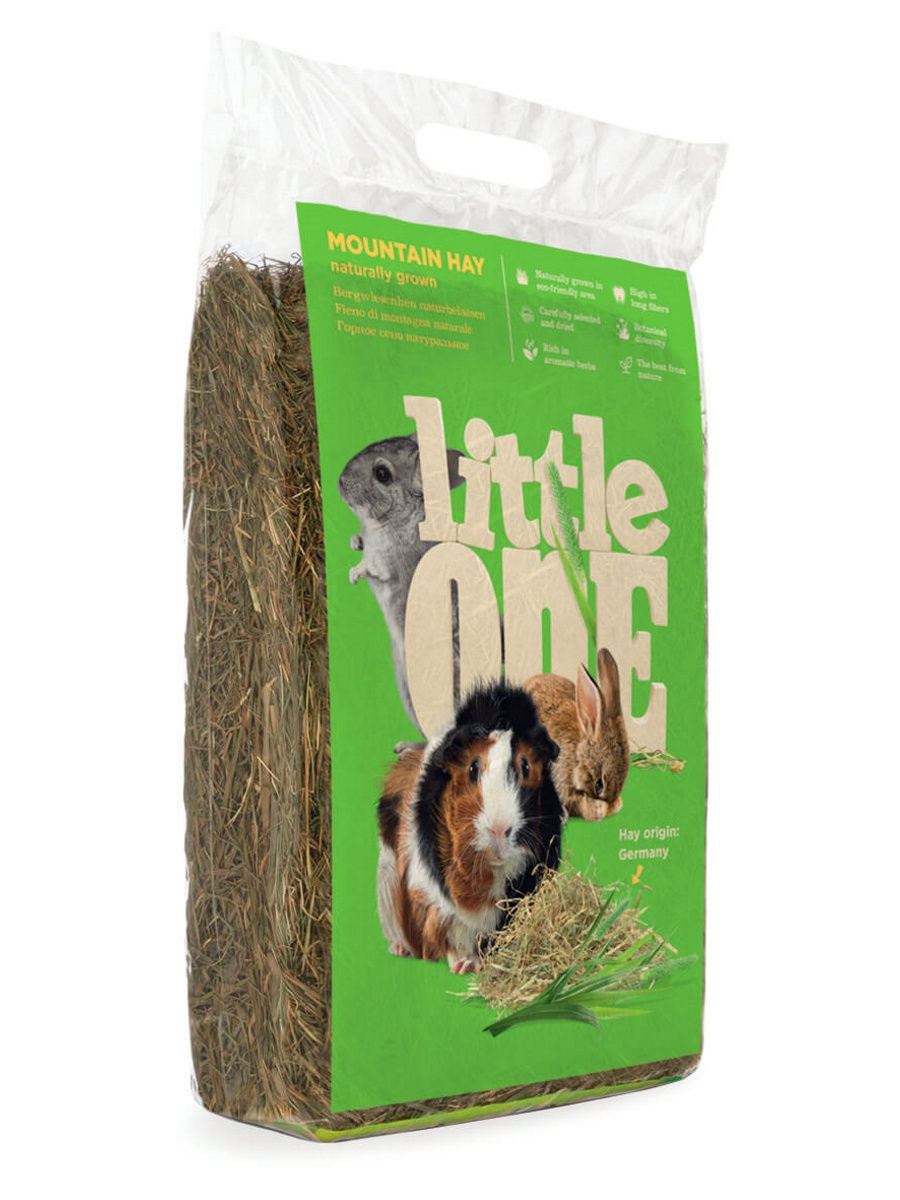 MOUNTAIN HAY
naturally grown
Bergwiesenheu naturbelassen
Fieno di montagna naturale
Горное сено натуральное
Naturally grown in
eco-friendly area
Carefully selected
and dried
Rich in
aromatic herbs
High in
long fibers
Botanical
diversity
The best from
nature
little
one
Hay origin:
Germany